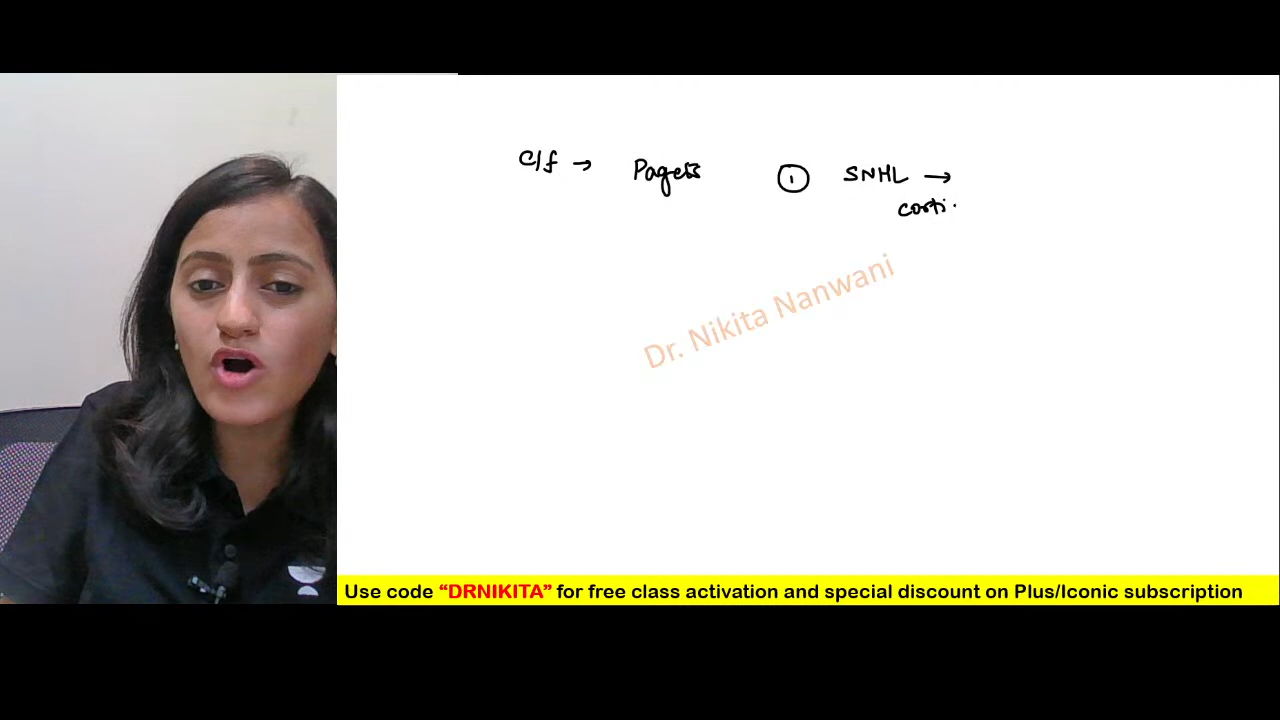 c/f → Paget's ① SNHL →
corti.
Dr. Nikita Nanwani
Use code “DRNIKITA” for free class activation and special discount on Plus/Iconic subscription